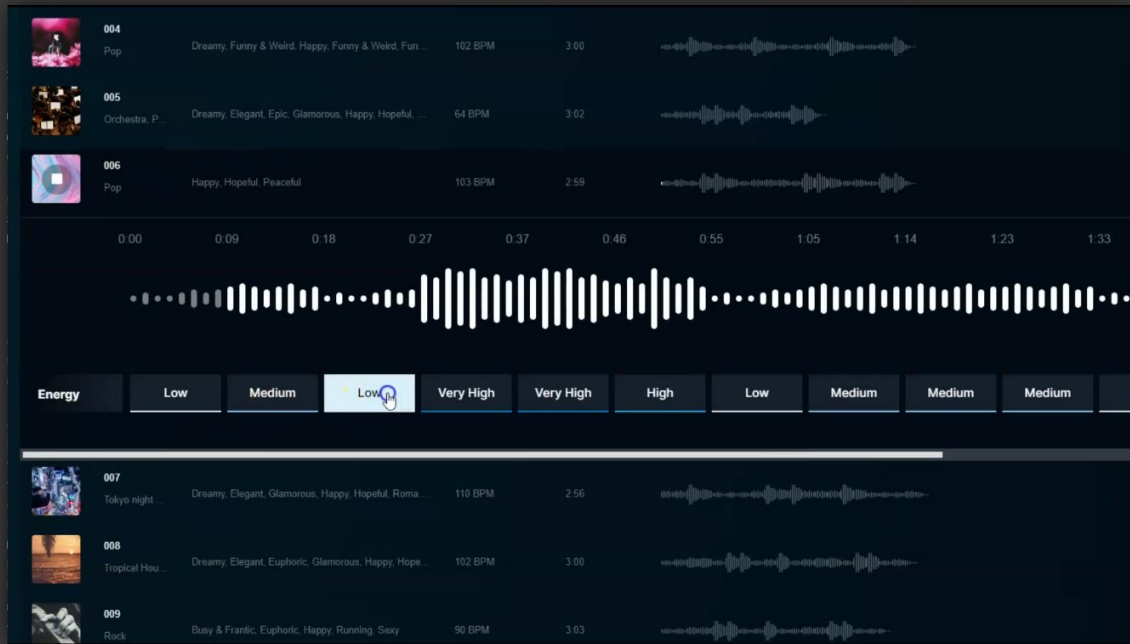 004
Pop
Dreamy, Funny & Weird, Happy, Funny & Weird, Fun... 102 BPM 3:00
005
Orchestra, P...
Dreamy, Elegant, Epic, Glamorous, Happy, Hopeful, ... 64 BPM 3:02
006
Pop
Happy, Hopeful, Peaceful 103 BPM 2:59
0:00 0:09 0:18 0:27 0:37 0:46 0:55 1:05 1:14 1:23 1:33
Energy Low Medium Low Very High Very High High Low Medium Medium Medium
007
Tokyo night ...
Dreamy, Elegant, Glamorous, Happy, Hopeful, Roma... 110 BPM 2:56
008
Tropical Hou...
Dreamy, Elegant, Euphoric, Glamorous, Happy, Hope... 102 BPM 3:00
009
Rock
Busy & Frantic, Euphoric, Happy, Running, Sexy 90 BPM 3:03